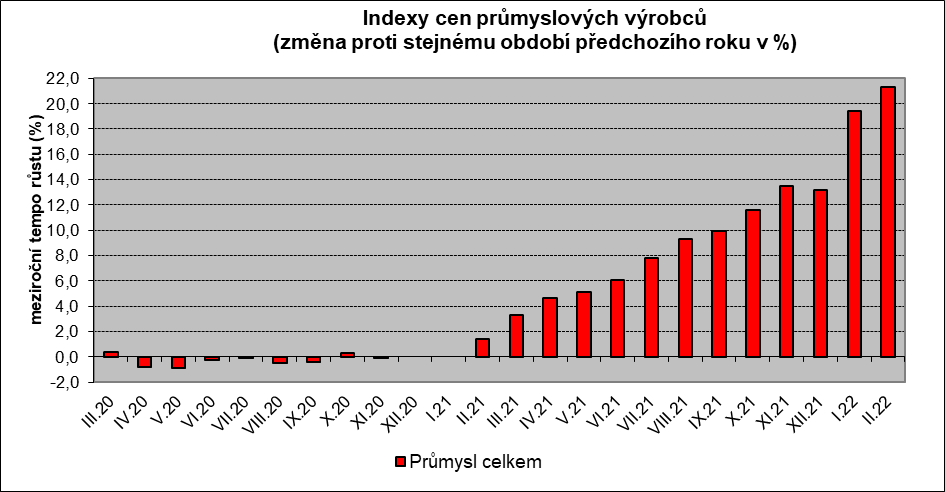 Indexy cen průmyslových výrobců
(změna proti stejnému období předchozího roku v %)
meziroční tempo růstu (%)
22,0
20,0
18,0
16,0
14,0
12,0
10,0
8,0
6,0
4,0
2,0
0,0
-2,0
III.20 IV.20 V.20 VI.20 VII.20 VIII.20 IX.20 X.20 XI.20 XII.20 I.21 II.21 III.21 IV.21 V.21 VI.21 VII.21 VIII.21 IX.21 X.21 XI.21 XII.21 I.22 II.22
Průmysl celkem